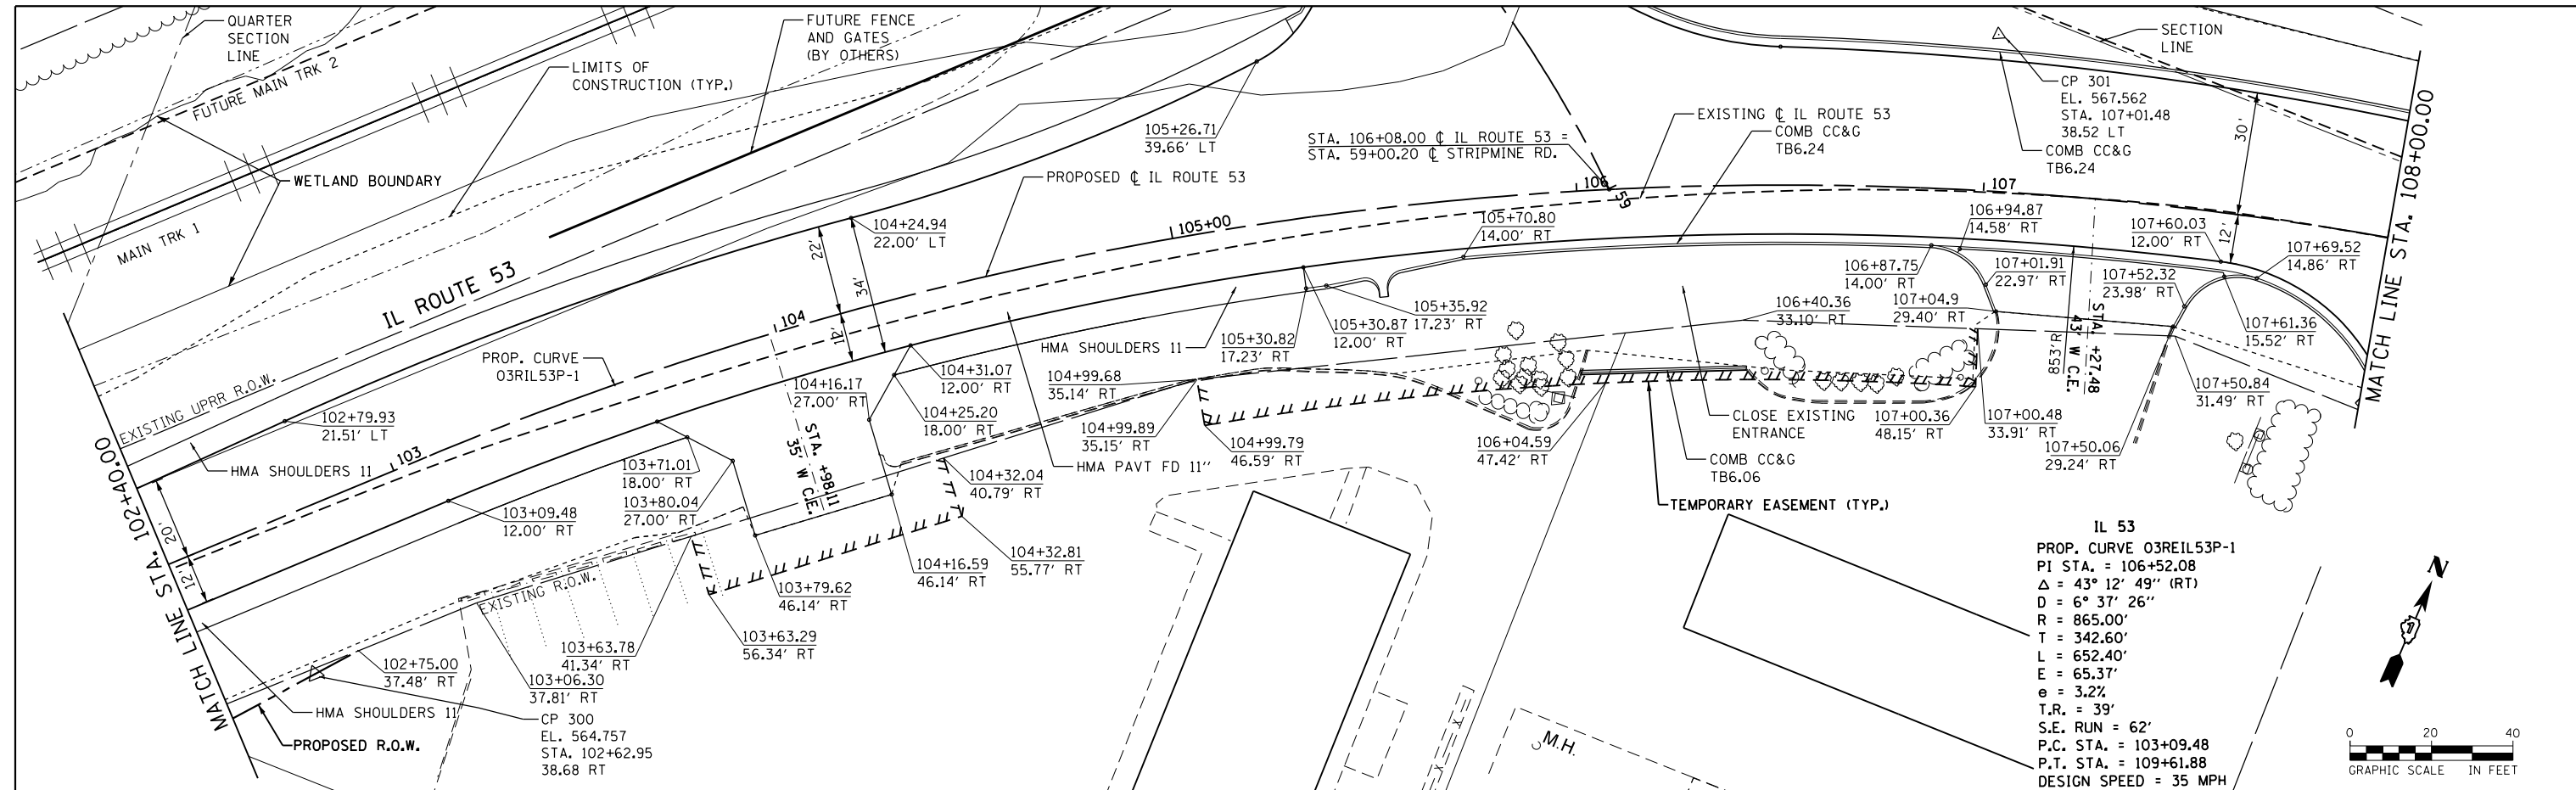 QUARTER
SECTION
LINE
FUTURE MAIN TRK 2
WETLAND BOUNDARY
MAIN TRK 1
LIMITS OF
CONSTRUCTION (TYP.)
FUTURE FENCE
AND GATES
(BY OTHERS)
IL ROUTE 53
EXISTING UPRR R.O.W.
PROP. CURVE
03RIL53P-1
102+79.93
21.51' LT
HMA SHOULDERS 11
MATCH LINE STA. 102+40.00
20'
12'
103
104
105+00
106
107
59
22'
34'
12'
104+24.94
22.00' LT
105+26.71
39.66' LT
PROPOSED ℄ IL ROUTE 53
STA. 106+08.00 ℄ IL ROUTE 53 =
STA. 59+00.20 ℄ STRIPMINE RD.
EXISTING ℄ IL ROUTE 53
COMB CC&G
TB6.24
SECTION
LINE
CP 301
EL. 567.562
STA. 107+01.48
38.52 LT
COMB CC&G
TB6.24
30'
12'
MATCH LINE STA. 108+00.00
105+70.80
14.00' RT
106+94.87
14.58' RT
107+60.03
12.00' RT
107+69.52
14.86' RT
106+87.75
14.00' RT
107+01.91
22.97' RT
107+52.32
23.98' RT
107+04.9
29.40' RT
106+40.36
33.10' RT
107+61.36
15.52' RT
STA. +27.48
43' W C.E.
853'R
105+35.92
17.23' RT
105+30.87
12.00' RT
105+30.82
17.23' RT
HMA SHOULDERS 11
104+31.07
12.00' RT
104+16.17
27.00' RT
104+25.20
18.00' RT
104+99.68
35.14' RT
104+99.89
35.15' RT
104+99.79
46.59' RT
HMA PAVT FD 11''
104+32.04
40.79' RT
104+32.81
55.77' RT
104+16.59
46.14' RT
STA. +98.11
35' W C.E.
103+71.01
18.00' RT
103+80.04
27.00' RT
103+09.48
12.00' RT
103+79.62
46.14' RT
103+63.29
56.34' RT
103+63.78
41.34' RT
103+06.30
37.81' RT
EXISTING R.O.W.
102+75.00
37.48' RT
HMA SHOULDERS 11
PROPOSED R.O.W.
CP 300
EL. 564.757
STA. 102+62.95
38.68 RT
106+04.59
47.42' RT
CLOSE EXISTING
ENTRANCE
COMB CC&G
TB6.06
TEMPORARY EASEMENT (TYP.)
107+00.36
48.15' RT
107+00.48
33.91' RT
107+50.84
31.49' RT
107+50.06
29.24' RT
M.H.
IL 53
PROP. CURVE 03REIL53P-1
PI STA. = 106+52.08
Δ = 43° 12' 49'' (RT)
D = 6° 37' 26''
R = 865.00'
T = 342.60'
L = 652.40'
E = 65.37'
e = 3.2%
T.R. = 39'
S.E. RUN = 62'
P.C. STA. = 103+09.48
P.T. STA. = 109+61.88
DESIGN SPEED = 35 MPH
N
0 20 40
GRAPHIC SCALE IN FEET